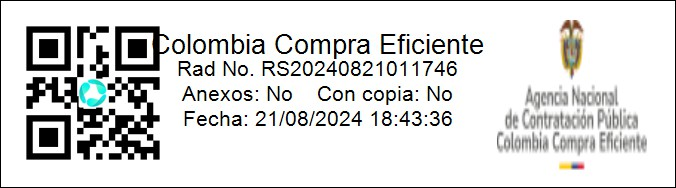 Colombia Compra Eficiente
Rad No. RS20240821011746
Anexos: No    Con copia: No
Fecha: 21/08/2024 18:43:36
Agencia Nacional
de Contratación Pública
Colombia Compra Eficiente